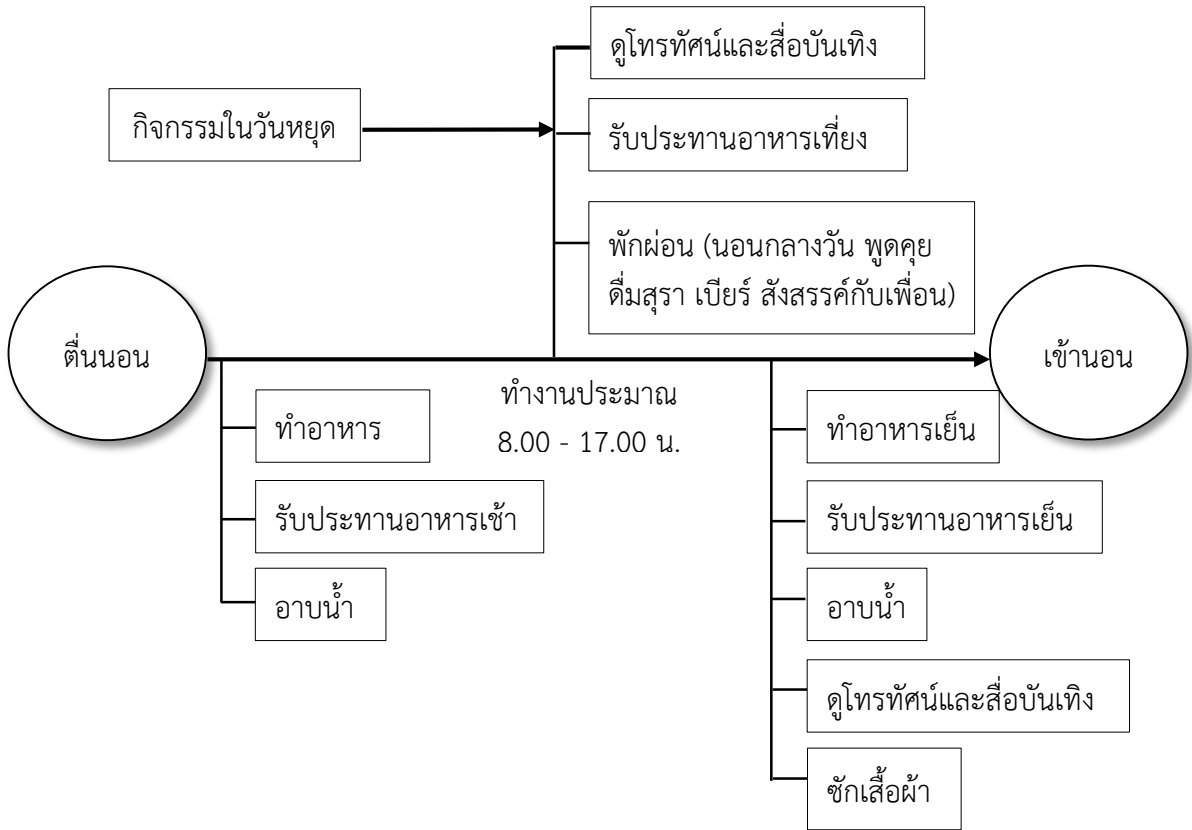 ดูโทรทัศน์และสื่อบันเทิง
กิจกรรมในวันหยุด
รับประทานอาหารเที่ยง
พักผ่อน (นอนกลางวัน พูดคุย
ดื่มสุรา เบียร์ สังสรรค์กับเพื่อน)
ตื่นนอน
เข้านอน
ทำงานประมาณ
8.00 - 17.00 น.
ทำอาหาร
รับประทานอาหารเช้า
อาบน้ำ
ทำอาหารเย็น
รับประทานอาหารเย็น
อาบน้ำ
ดูโทรทัศน์และสื่อบันเทิง
ซักเสื้อผ้า